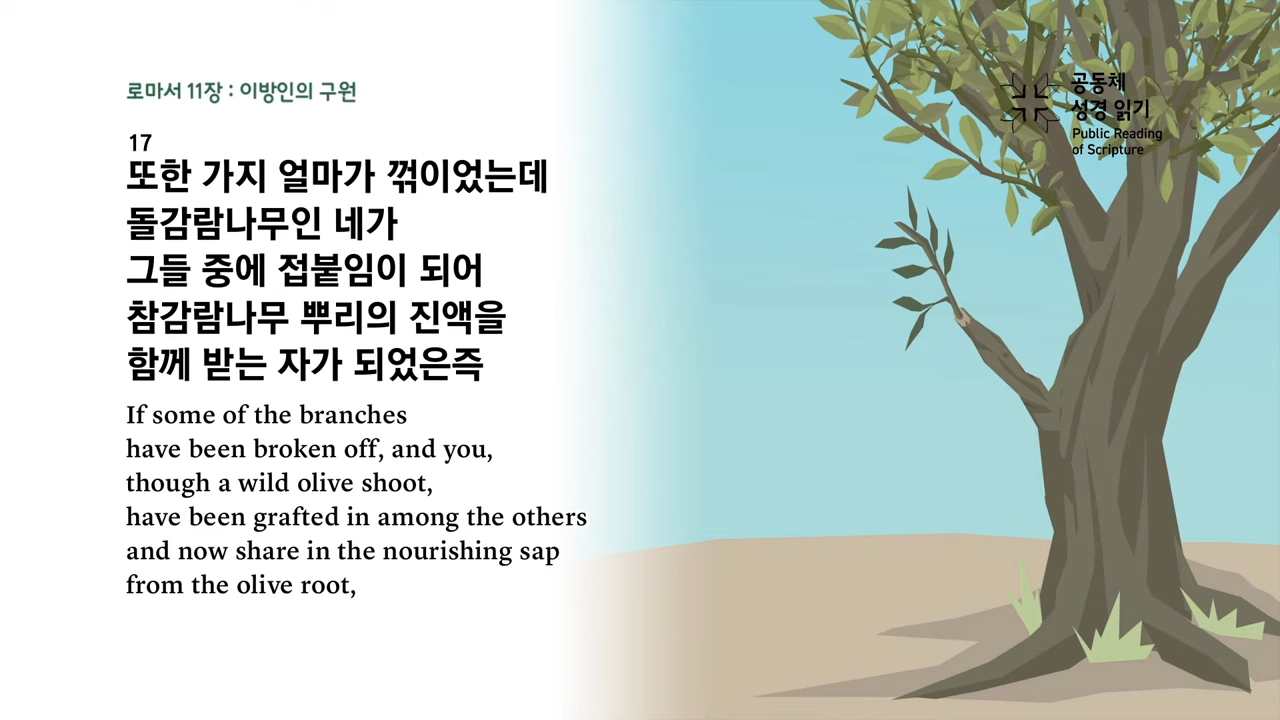 로마서 11장 : 이방인의 구원
17
또한 가지 얼마가 꺾이었는데
돌감람나무인 네가
그들 중에 접붙임이 되어
참감람나무 뿌리의 진액을
함께 받는 자가 되었은즉
If some of the branches
have been broken off, and you,
though a wild olive shoot,
have been grafted in among the others
and now share in the nourishing sap
from the olive root,
공동체
성경 읽기
Public Reading
of Scripture